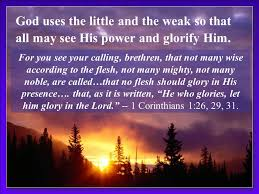 God uses the little and the weak so that
all may see His power and glorify Him.
For you see your calling, brethren, that not many wise
according to the flesh, not many mighty, not many
noble, are called…that no flesh should glory in His
presence…. that, as it is written, “He who glories, let
him glory in the Lord.” -- 1 Corinthians 1:26, 29, 31.